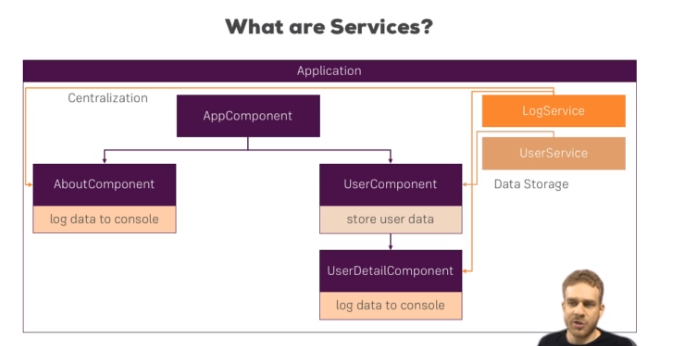 What are Services?
Application
Centralization
AppComponent
LogService
UserService
AboutComponent
UserComponent
Data Storage
log data to console
store user data
UserDetailComponent
log data to console